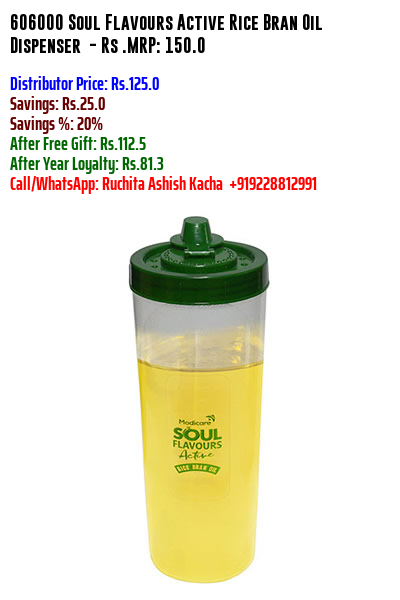 606000 Soul Flavours Active Rice Bran Oil
Dispenser - Rs .MRP: 150.0
Distributor Price: Rs.125.0
Savings: Rs.25.0
Savings %: 20%
After Free Gift: Rs.112.5
After Year Loyalty: Rs.81.3
Call/WhatsApp: Ruchita Ashish Kacha +919228812991
Modicare
SOUL
FLAVOURS
Active
RICE BRAN OIL